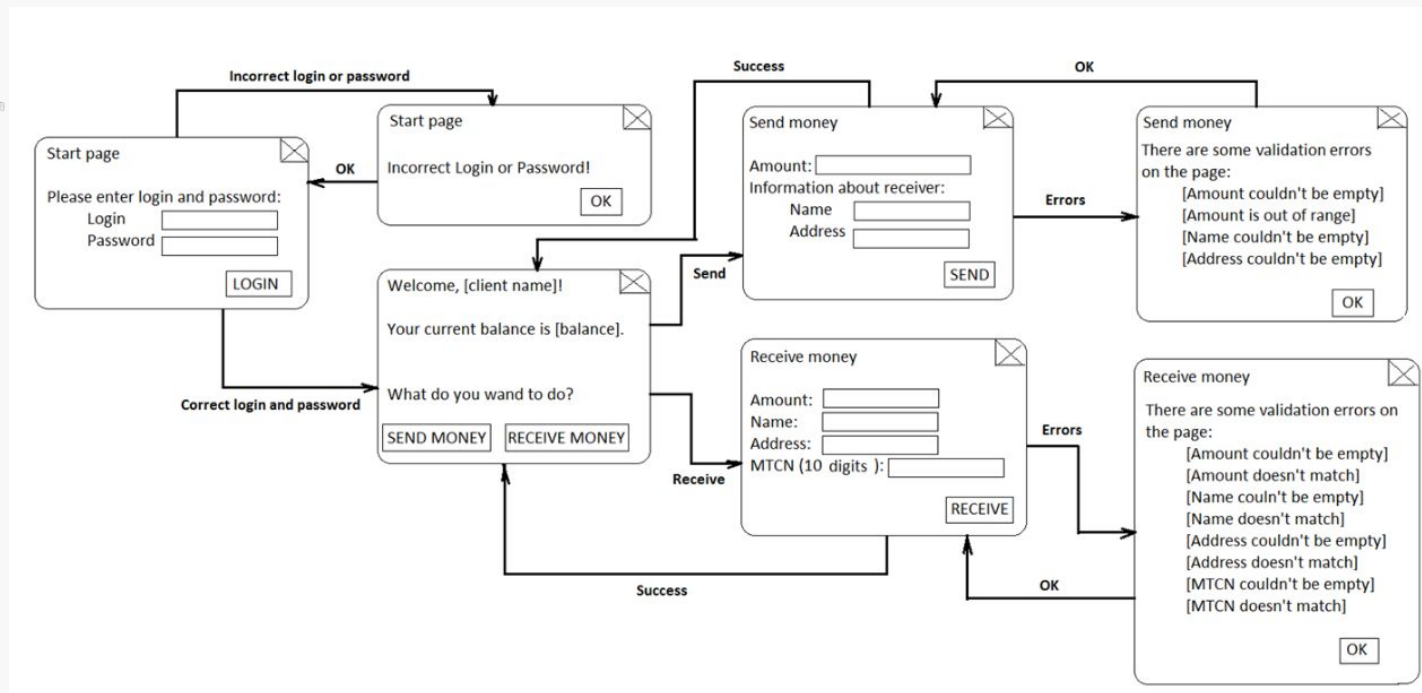 Incorrect login or password
Start page
Please enter login and password:
Login
Password
LOGIN
OK
Start page
Incorrect Login or Password!
OK
Correct login and password
Welcome, [client name]!
Your current balance is [balance].
What do you wand to do?
SEND MONEY RECEIVE MONEY
Success
Send
Send money
Amount:
Information about receiver:
Name
Address
SEND
Errors
OK
Send money
There are some validation errors
on the page:
[Amount couldn't be empty]
[Amount is out of range]
[Name couldn't be empty]
[Address couldn't be empty]
OK
Receive
Receive money
Amount:
Name:
Address:
MTCN (10 digits ):
RECEIVE
Success
Errors
OK
Receive money
There are some validation errors on
the page:
[Amount couldn't be empty]
[Amount doesn't match]
[Name couln't be empty]
[Name doesn't match]
[Address couldn't be empty]
[Address doesn't match]
[MTCN couldn't be empty]
[MTCN doesn't match]
OK